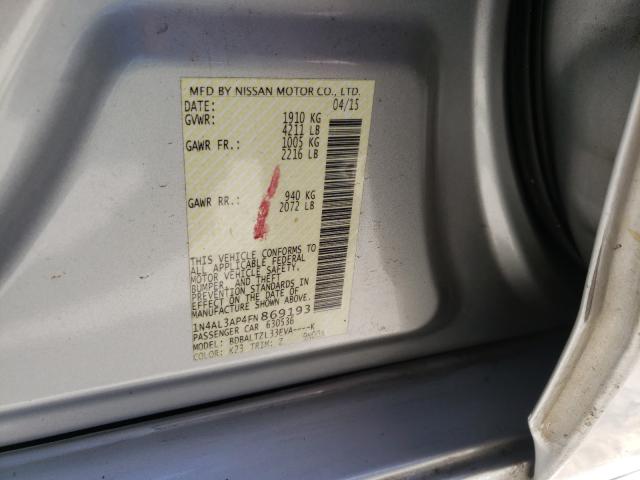 MFD BY NISSAN MOTOR CO., LTD.
DATE: 04/15
GVWR: 1910 KG
4211 LB
GAWR FR.: 1005 KG
2216 LB
GAWR RR.: 940 KG
2072 LB
THIS VEHICLE CONFORMS TO
ALL APPLICABLE FEDERAL
MOTOR VEHICLE SAFETY,
BUMPER, AND THEFT
PREVENTION STANDARDS IN
EFFECT ON THE DATE OF
MANUFACTURE SHOWN ABOVE.
1N4AL3AP4FN869193
PASSENGER CAR 630536
MODEL: BDBALTZL33EVA----K
COLOR: K23 TRIM: Z